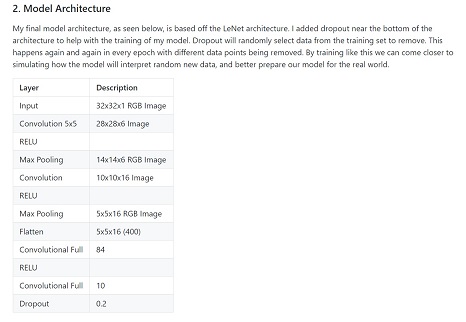 2. Model Architecture
My final model architecture, as seen below, is based off the LeNet architecture. I added dropout near the bottom of the
architecture to help with the training of my model. Dropout will randomly select data from the training set to remove. This
happens again and again in every epoch with different data points being removed. By training like this we can come closer to
simulating how the model will interpret random new data, and better prepare our model for the real world.
Layer Description
Input 32x32x1 RGB Image
Convolution 5x5 28x28x6 Image
RELU
Max Pooling 14x14x6 RGB Image
Convolution 10x10x16 Image
RELU
Max Pooling 5x5x16 RGB Image
Flatten 5x5x16 (400)
Convolutional Full 84
RELU
Convolutional Full 10
Dropout 0.2